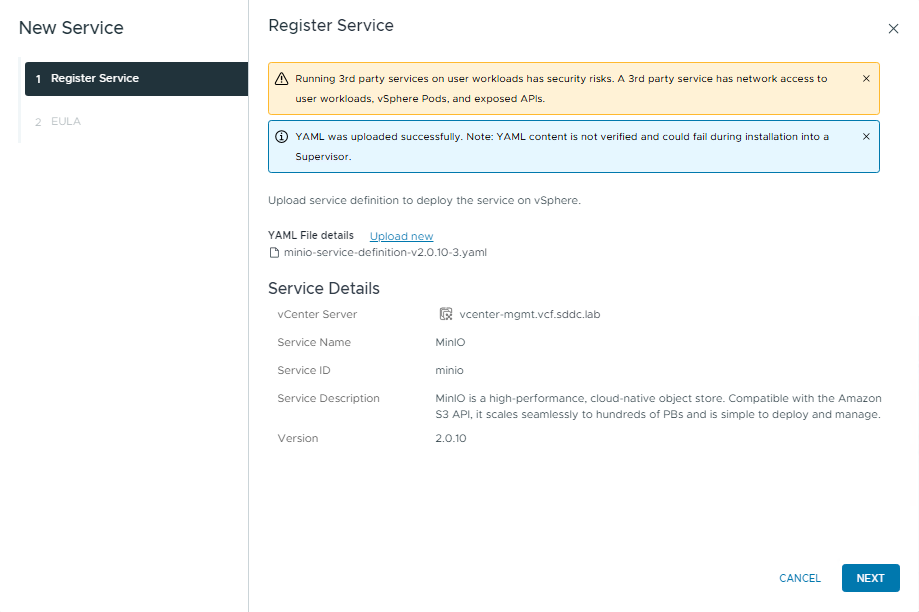 New Service
1 Register Service
2 EULA
Register Service
Running 3rd party services on user workloads has security risks. A 3rd party service has network access to
user workloads, vSphere Pods, and exposed APIs.
YAML was uploaded successfully. Note: YAML content is not verified and could fail during installation into a
Supervisor.
Upload service definition to deploy the service on vSphere.
YAML File details Upload new
minio-service-definition-v2.0.10-3.yaml
Service Details
vCenter Server vcenter-mgmt.vcf.sddc.lab
Service Name MinIO
Service ID minio
Service Description MinIO is a high-performance, cloud-native object store. Compatible with the Amazon
S3 API, it scales seamlessly to hundreds of PBs and is simple to deploy and manage.
Version 2.0.10
CANCEL NEXT